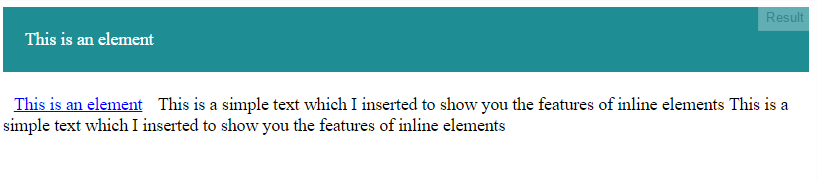 Result
This is an element
This is an element This is a simple text which I inserted to show you the features of inline elements This is a
simple text which I inserted to show you the features of inline elements